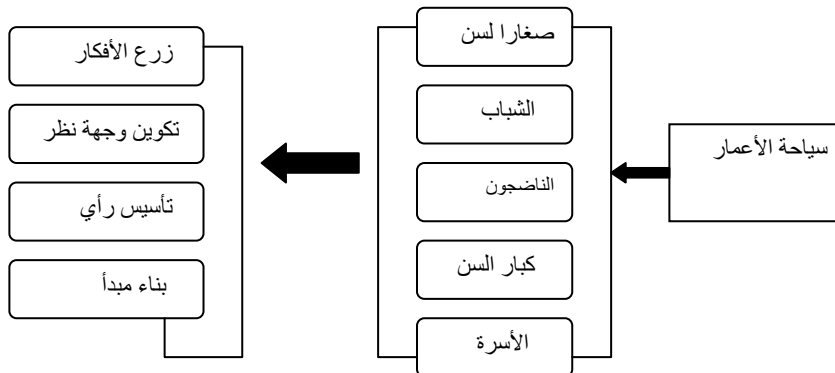 سياحة الأعمار
صغارا لسن
الشباب
الناضجون
كبار السن
الأسرة
زرع الأفكار
تكوين وجهة نظر
تأسيس رأي
بناء مبدأ